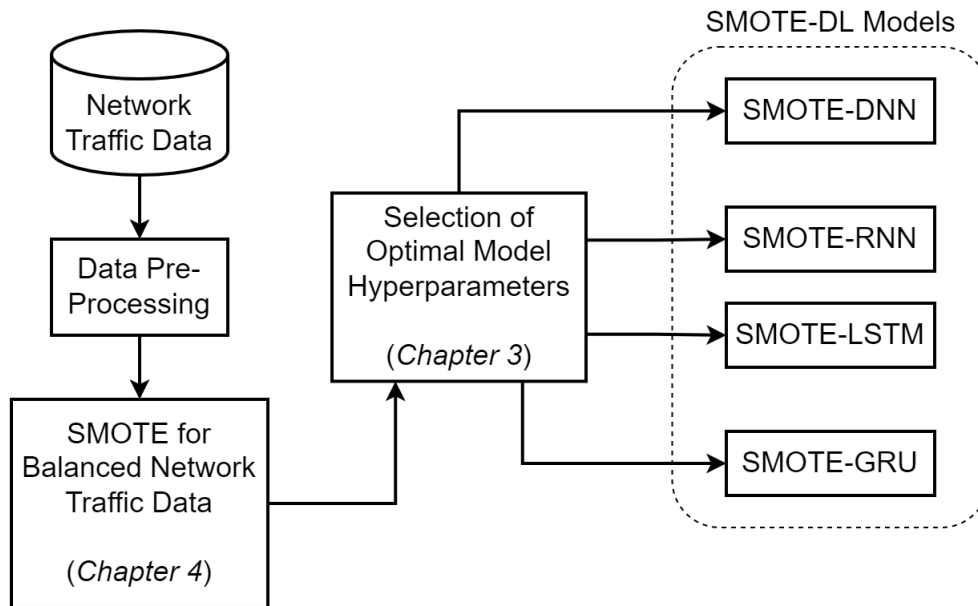 Network
Traffic Data
Data Pre-
Processing
SMOTE for
Balanced Network
Traffic Data
(Chapter 4)
Selection of
Optimal Model
Hyperparameters
(Chapter 3)
SMOTE-DL Models
SMOTE-DNN
SMOTE-RNN
SMOTE-LSTM
SMOTE-GRU